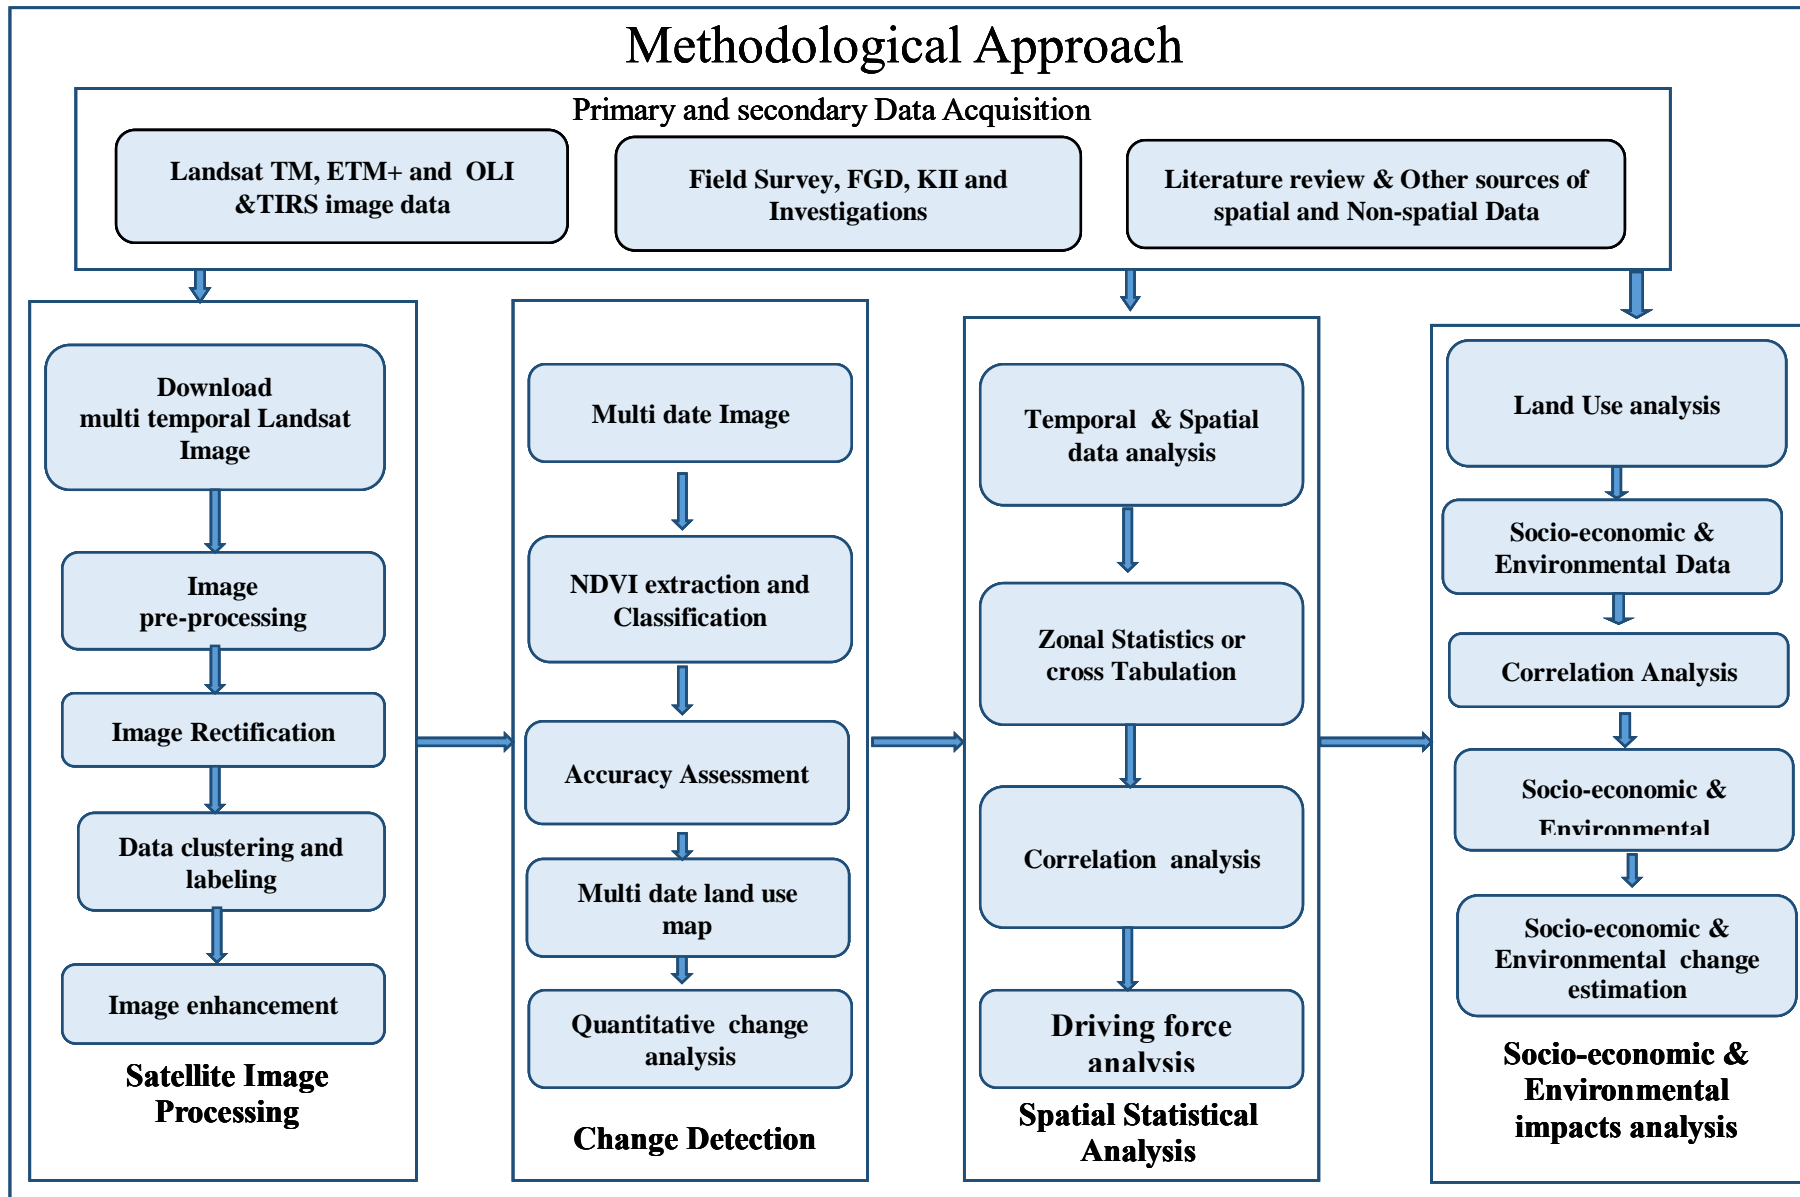 Methodological Approach
Primary and secondary Data Acquisition
Landsat TM, ETM+ and OLI
&TIRS image data
Field Survey, FGD, KII and
Investigations
Literature review & Other sources of
spatial and Non-spatial Data
Download
multi temporal Landsat
Image
Image
pre-processing
Image Rectification
Data clustering and
labeling
Image enhancement
Satellite Image
Processing
Multi date Image
NDVI extraction and
Classification
Accuracy Assessment
Multi date land use
map
Quantitative change
analysis
Change Detection
Temporal & Spatial
data analysis
Zonal Statistics or
cross Tabulation
Correlation analysis
Driving force
analysis
Spatial Statistical
Analysis
Land Use analysis
Socio-economic &
Environmental Data
Correlation Analysis
Socio-economic &
Environmental
Socio-economic &
Environmental change
estimation
Socio-economic &
Environmental
impacts analysis